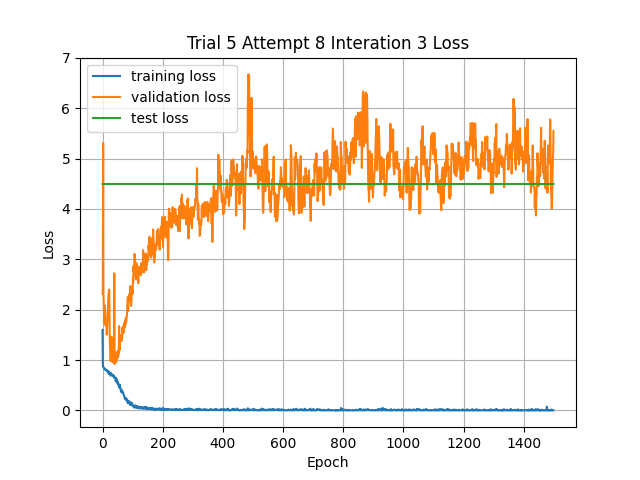 Trial 5 Attempt 8 Interation 3 Loss
training loss
validation loss
test loss
Loss
7
6
5
4
3
2
1
0
0 200 400 600 800 1000 1200 1400
Epoch